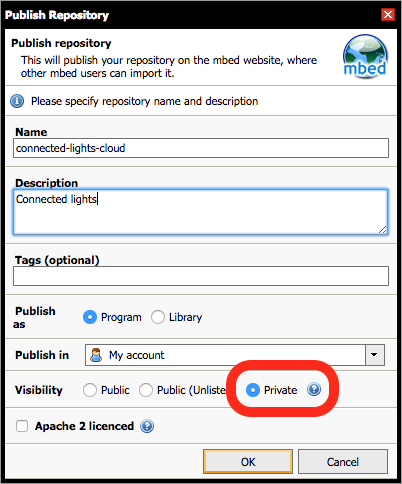 Publish Repository
Publish repository
This will publish your repository on the mbed website, where
other mbed users can import it.
mbed
Please specify repository name and description
Name
connected-lights-cloud
Description
Connected lights
Tags (optional)
Publish
as
Program
Library
Publish in
My account
Visibility
Public
Public (Unliste
Private
Apache 2 licenced
OK
Cancel